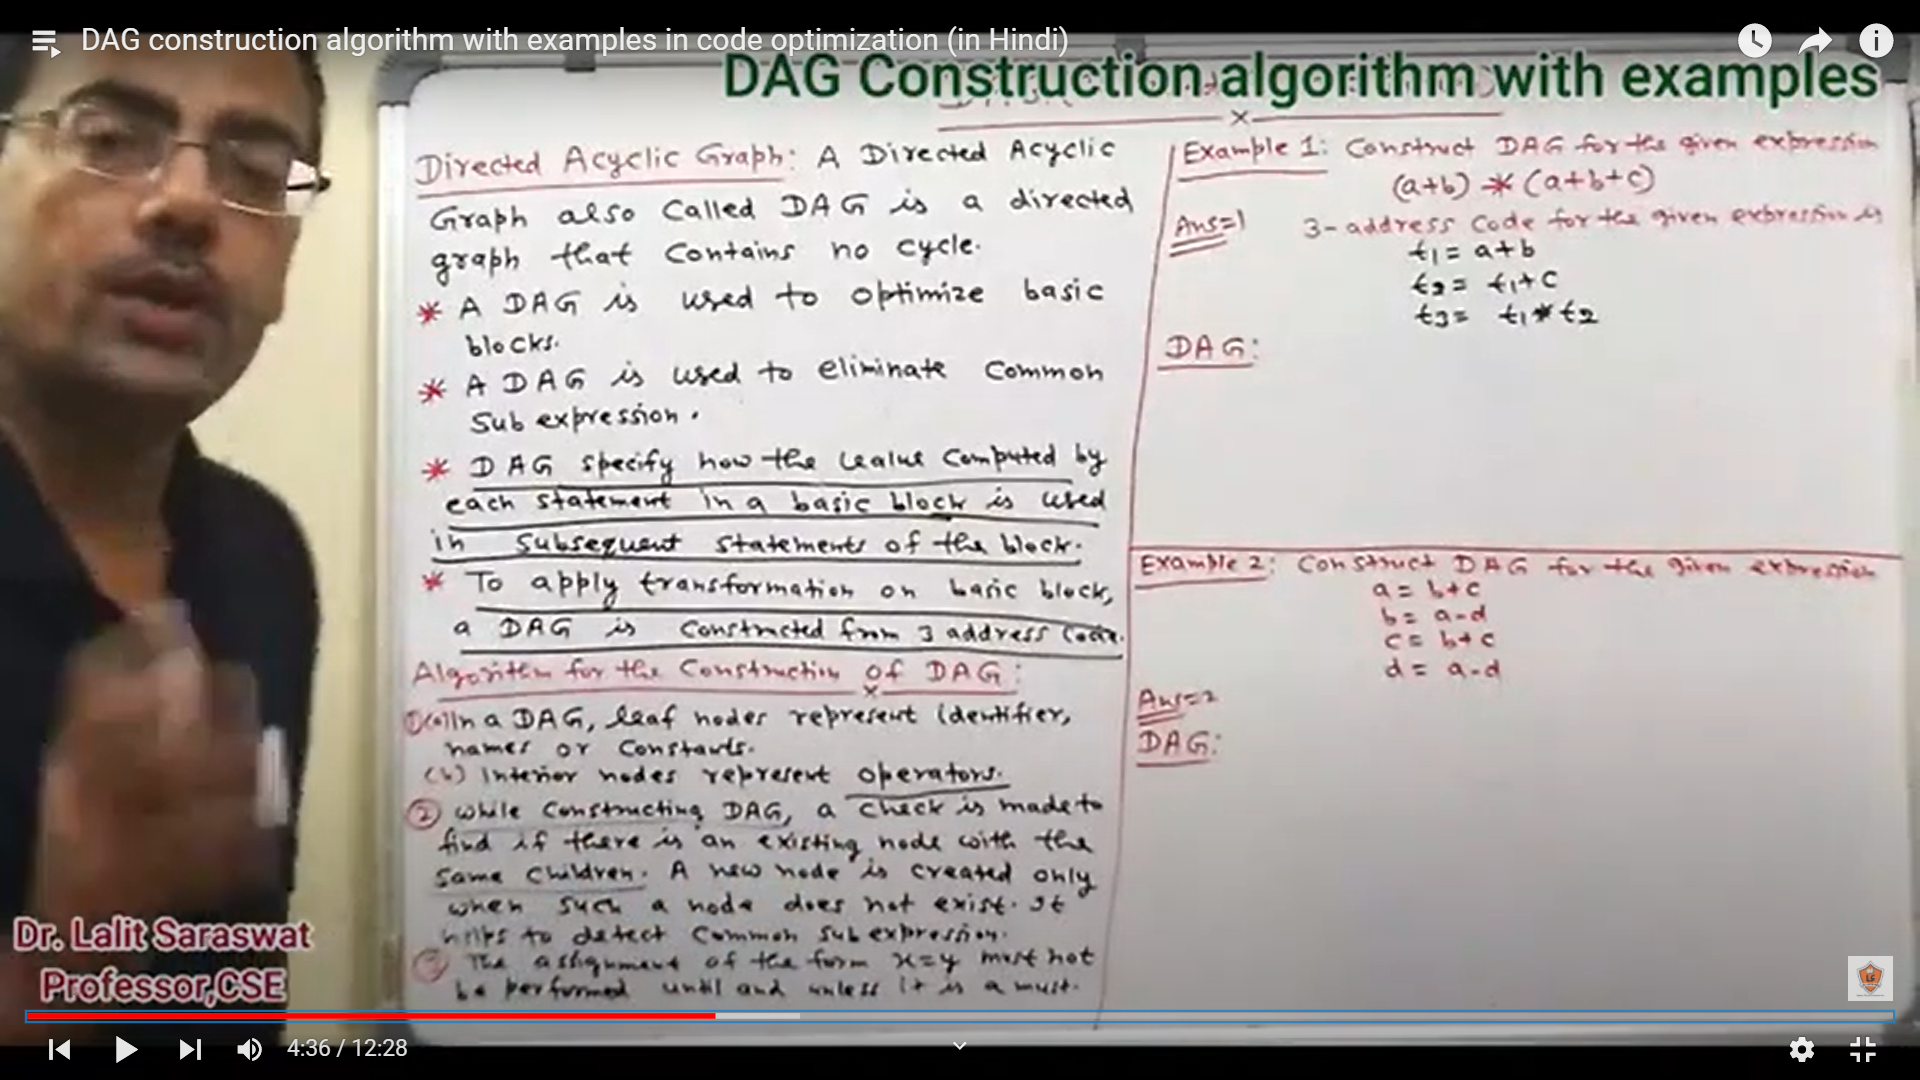 DAG construction algorithm with examples in code optimization (in Hindi)
DAG Construction algorithm with examples
Directed Acyclic Graph: A Directed Acyclic
Graph also called DAG is a directed
graph that contains no cycle.
* A DAG is used to optimize basic
blocks.
* A DAG is used to eliminate common
Sub expression.
* DAG specify how the value computed by
each statement in a basic block is used
in subsequent statements of the block.
* To apply transformation on basic block,
a DAG is constructed from 3 address code.
Algorithm for the Construction of DAG:
① (a) In a DAG, leaf nodes represent identifier,
names or constants.
(b) Interior nodes represent operators.
② While constructing DAG, a check is made to
find if there is an existing node with the
same children. A new node is created only
when such a node does not exist. It
helps to detect common sub expression.
③ The assignment of the form x=y must not
be performed until and unless it is a must.
Example 1: Construct DAG for the given expression
(a+b) * (a+b+c)
Ans=1 3-address code for the given expression is
t1 = a+b
t2 = t1+c
t3 = t1*t2
DAG:
Example 2: Construct DAG for the given expression
a = b+c
b = a-d
c = b+c
d = a-d
Ans=2
DAG:
Dr. Lalit Saraswat
Professor,CSE
4:36 / 12:28